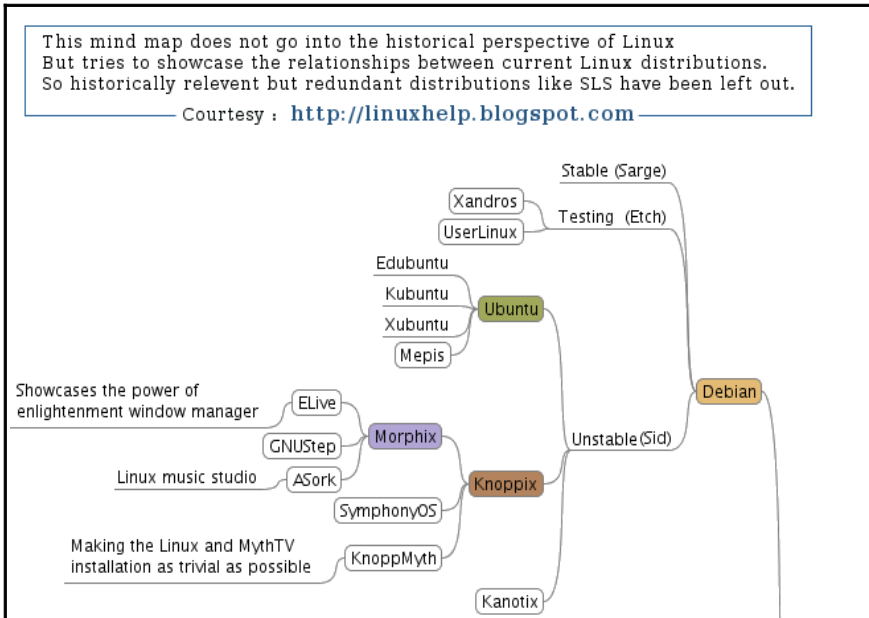 This mind map does not go into the historical perspective of Linux
But tries to showcase the relationships between current Linux distributions.
So historically relevent but redundant distributions like SLS have been left out.
Courtesy : http://linuxhelp.blogspot.com
Stable (Sarge)
Xandros
Testing (Etch)
UserLinux
Edubuntu
Kubuntu
Ubuntu
Xubuntu
Mepis
Debian
Showcases the power of
enlightenment window manager
ELive
Morphix
Unstable(Sid)
GNUStep
Linux music studio
ASork
Knoppix
SymphonyOS
Making the Linux and MythTV
installation as trivial as possible
KnoppMyth
Kanotix